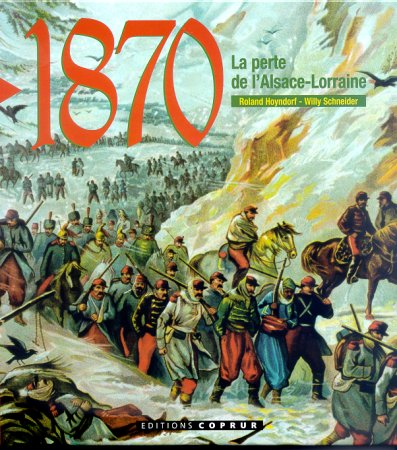 1870
La perte
de l'Alsace-Lorraine
Roland Hoyndorf - Willy Schneider
EDITIONS COPRUR